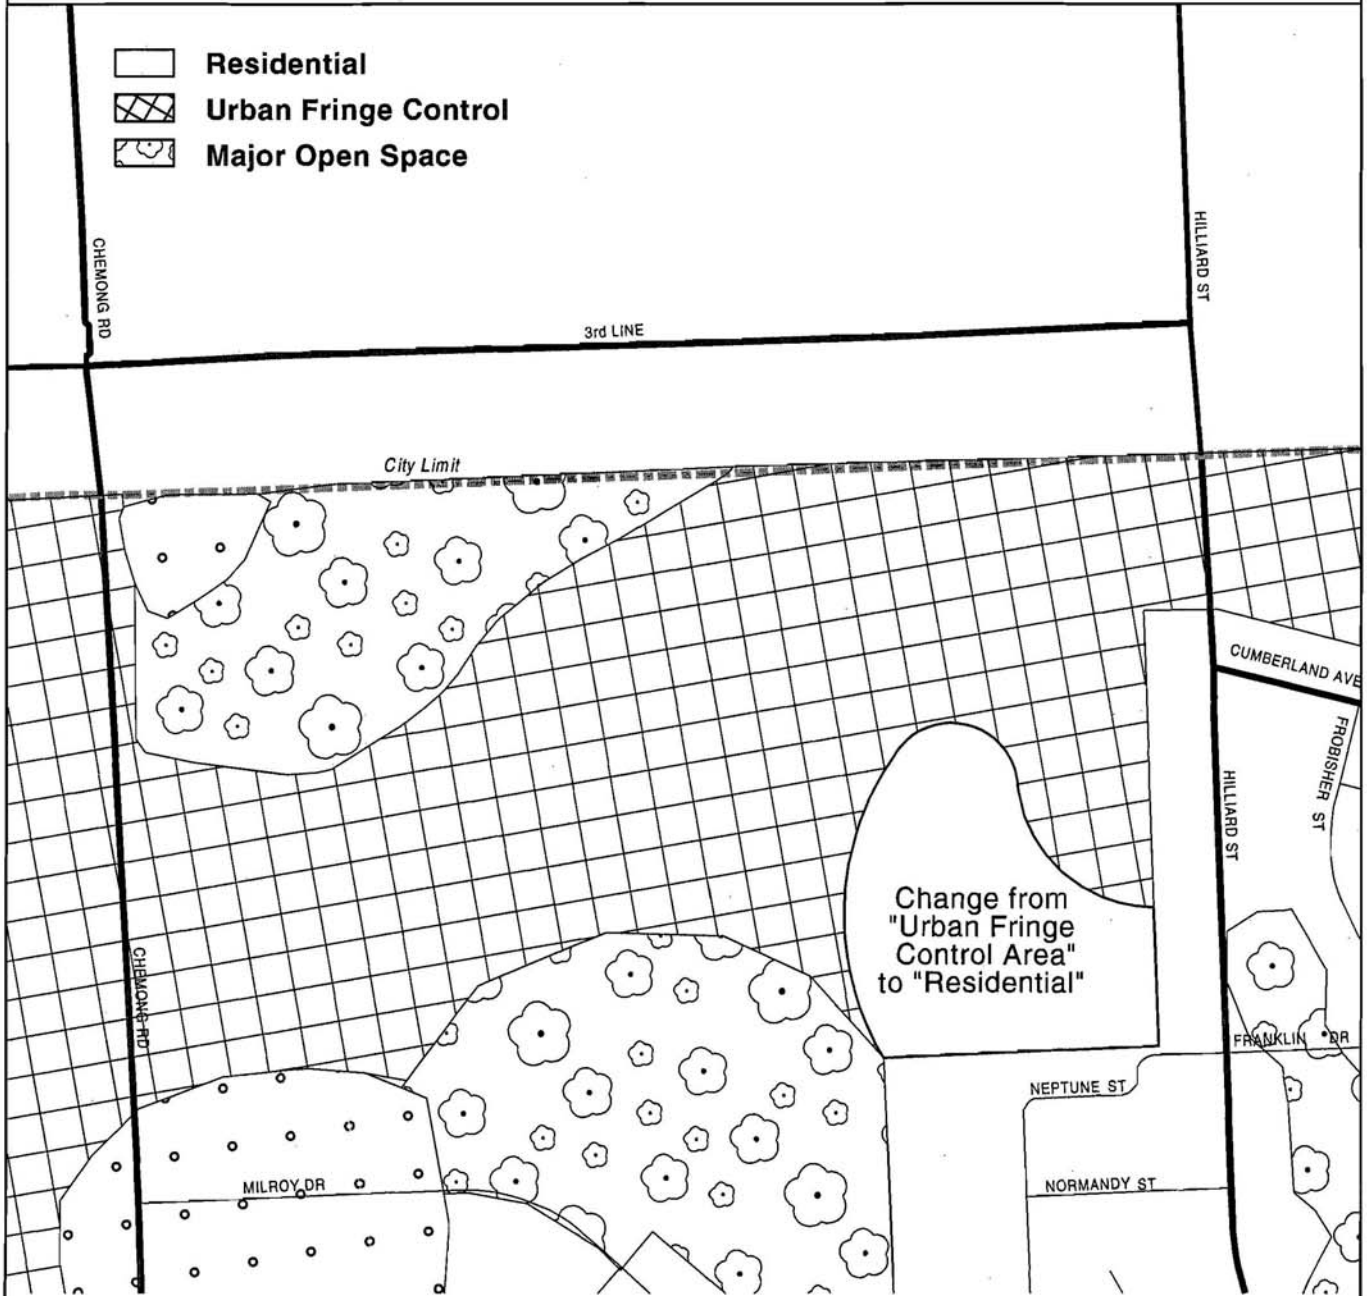 Residential
Urban Fringe Control
Major Open Space
CHEMONG RD
HILLIARD ST
3rd LINE
City Limit
CUMBERLAND AVE
FROBISHER ST
HILLIARD ST
Change from
"Urban Fringe
Control Area"
to "Residential"
CHEMONG RD
FRANKLIN DR
NEPTUNE ST
MILROY DR
NORMANDY ST